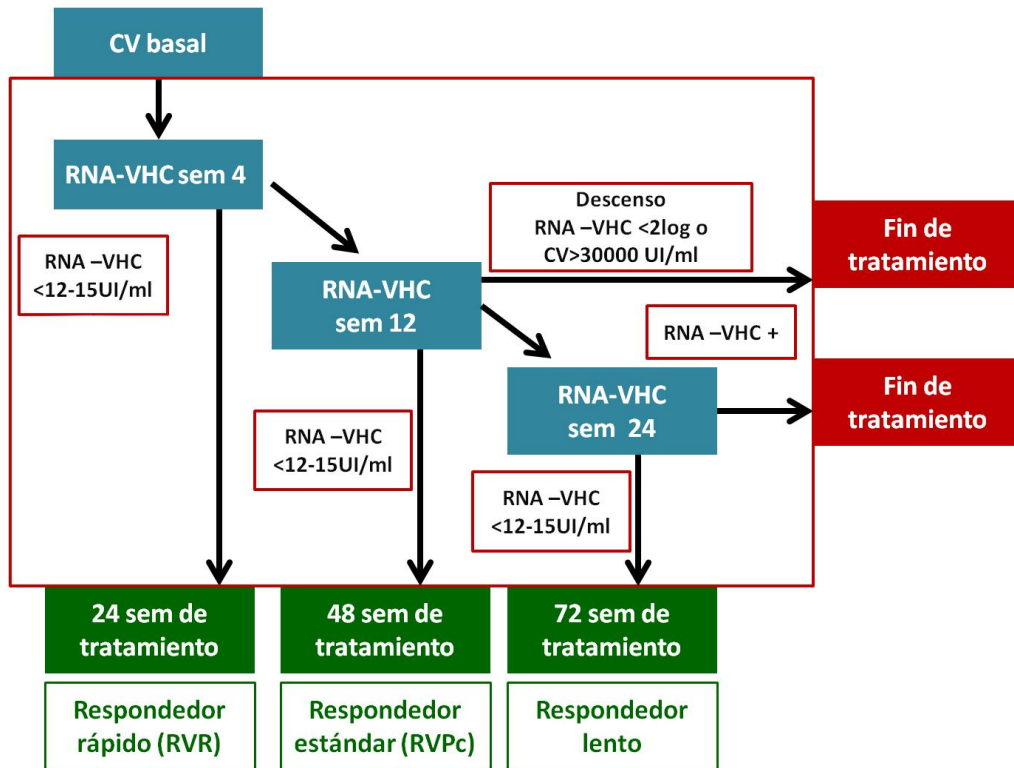 CV basal
RNA-VHC sem 4
RNA –VHC
<12-15UI/ml
Descenso
RNA –VHC <2log o
CV>30000 UI/ml
Fin de
tratamiento
RNA-VHC
sem 12
RNA –VHC +
RNA-VHC
sem 24
Fin de
tratamiento
RNA –VHC
<12-15UI/ml
RNA –VHC
<12-15UI/ml
24 sem de
tratamiento
48 sem de
tratamiento
72 sem de
tratamiento
Respondedor
rápido (RVR)
Respondedor
estándar (RVPc)
Respondedor
lento